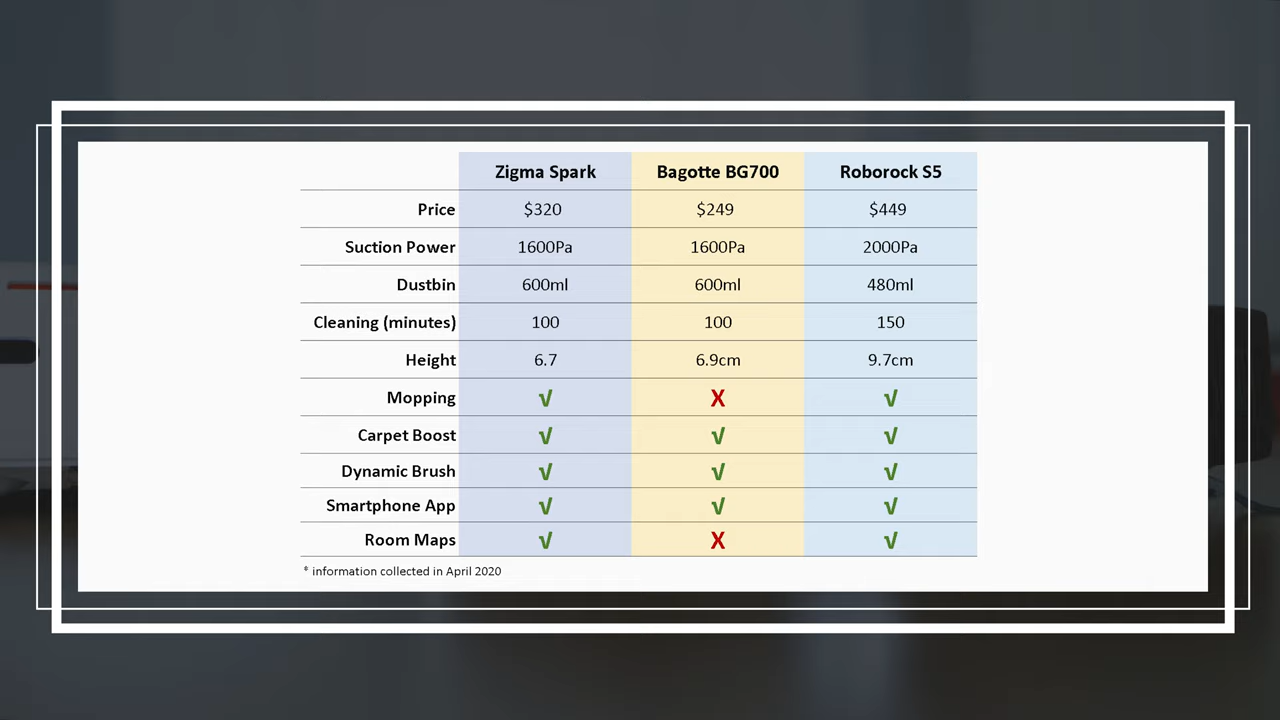 Zigma Spark Bagotte BG700 Roborock S5
Price $320 $249 $449
Suction Power 1600Pa 1600Pa 2000Pa
Dustbin 600ml 600ml 480ml
Cleaning (minutes) 100 100 150
Height 6.7 6.9cm 9.7cm
Mopping √ X √
Carpet Boost √ √ √
Dynamic Brush √ √ √
Smartphone App √ √ √
Room Maps √ X √
* information collected in April 2020